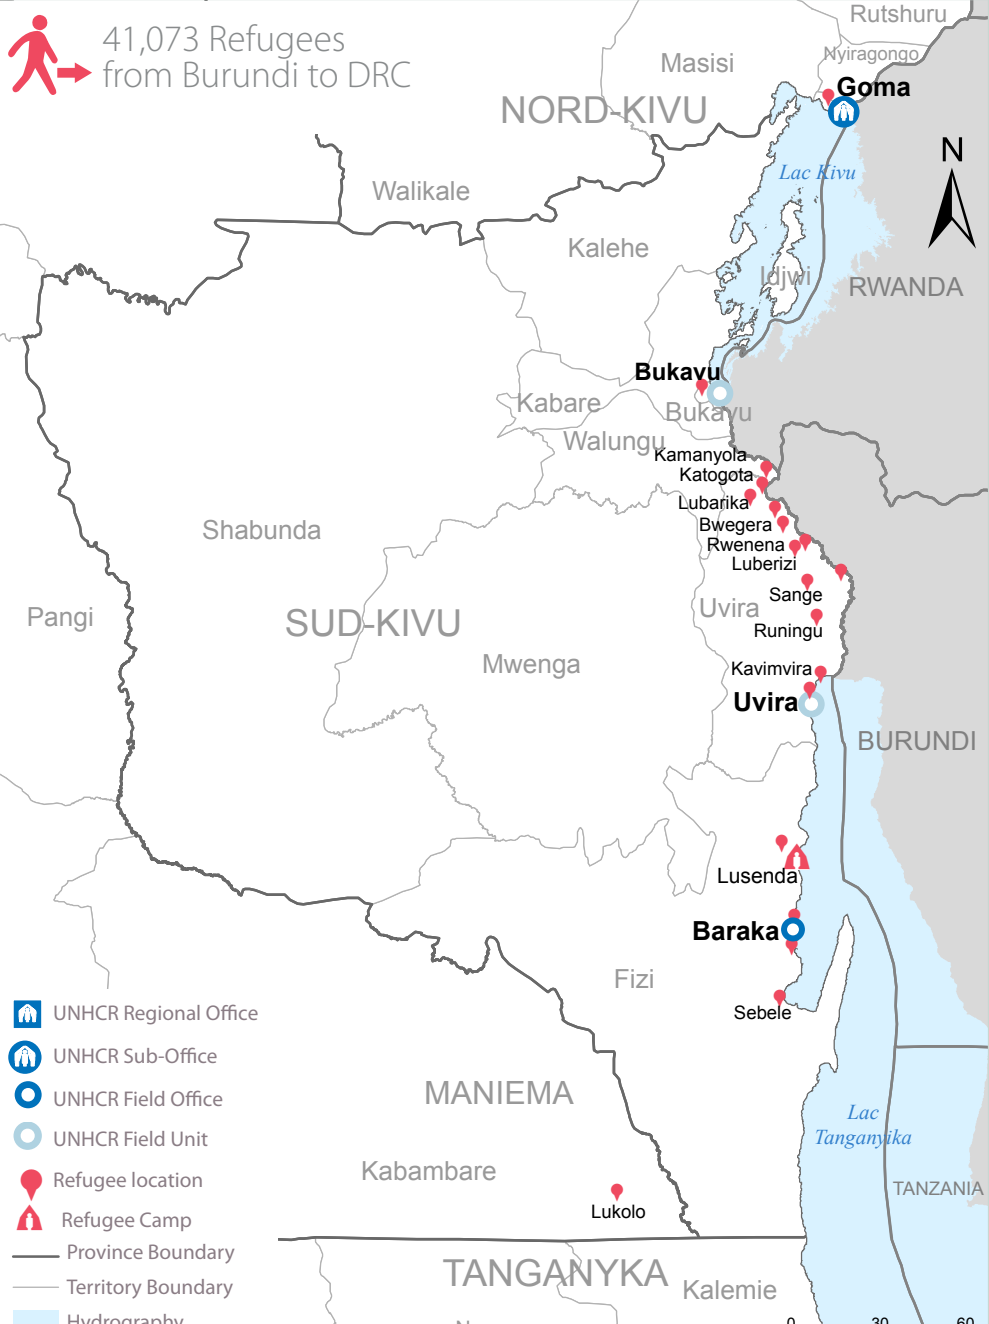 41,073 Refugees
from Burundi to DRC
Rutshuru
Nyiragongo
Masisi
Goma
NORD-KIVU
N
Lac Kivu
Walikale
Kalehe
Idjwi
RWANDA
Bukavu
Kabare
Bukavu
Walungu
Kamanyola
Katogota
Lubarika
Bwegera
Shabunda
Rwenena
Luberizi
Sange
Uvira
Pangi
SUD-KIVU
Runingu
Mwenga
Kavimvira
Uvira
BURUNDI
Lusenda
Baraka
Fizi
Sebele
UNHCR Regional Office
UNHCR Sub-Office
UNHCR Field Office
UNHCR Field Unit
Refugee location
Refugee Camp
Province Boundary
Territory Boundary
Hydrography
MANIEMA
Lac
Tanganyika
Kabambare
TANZANIA
Lukolo
TANGANYKA
Kalemie
0 30 60